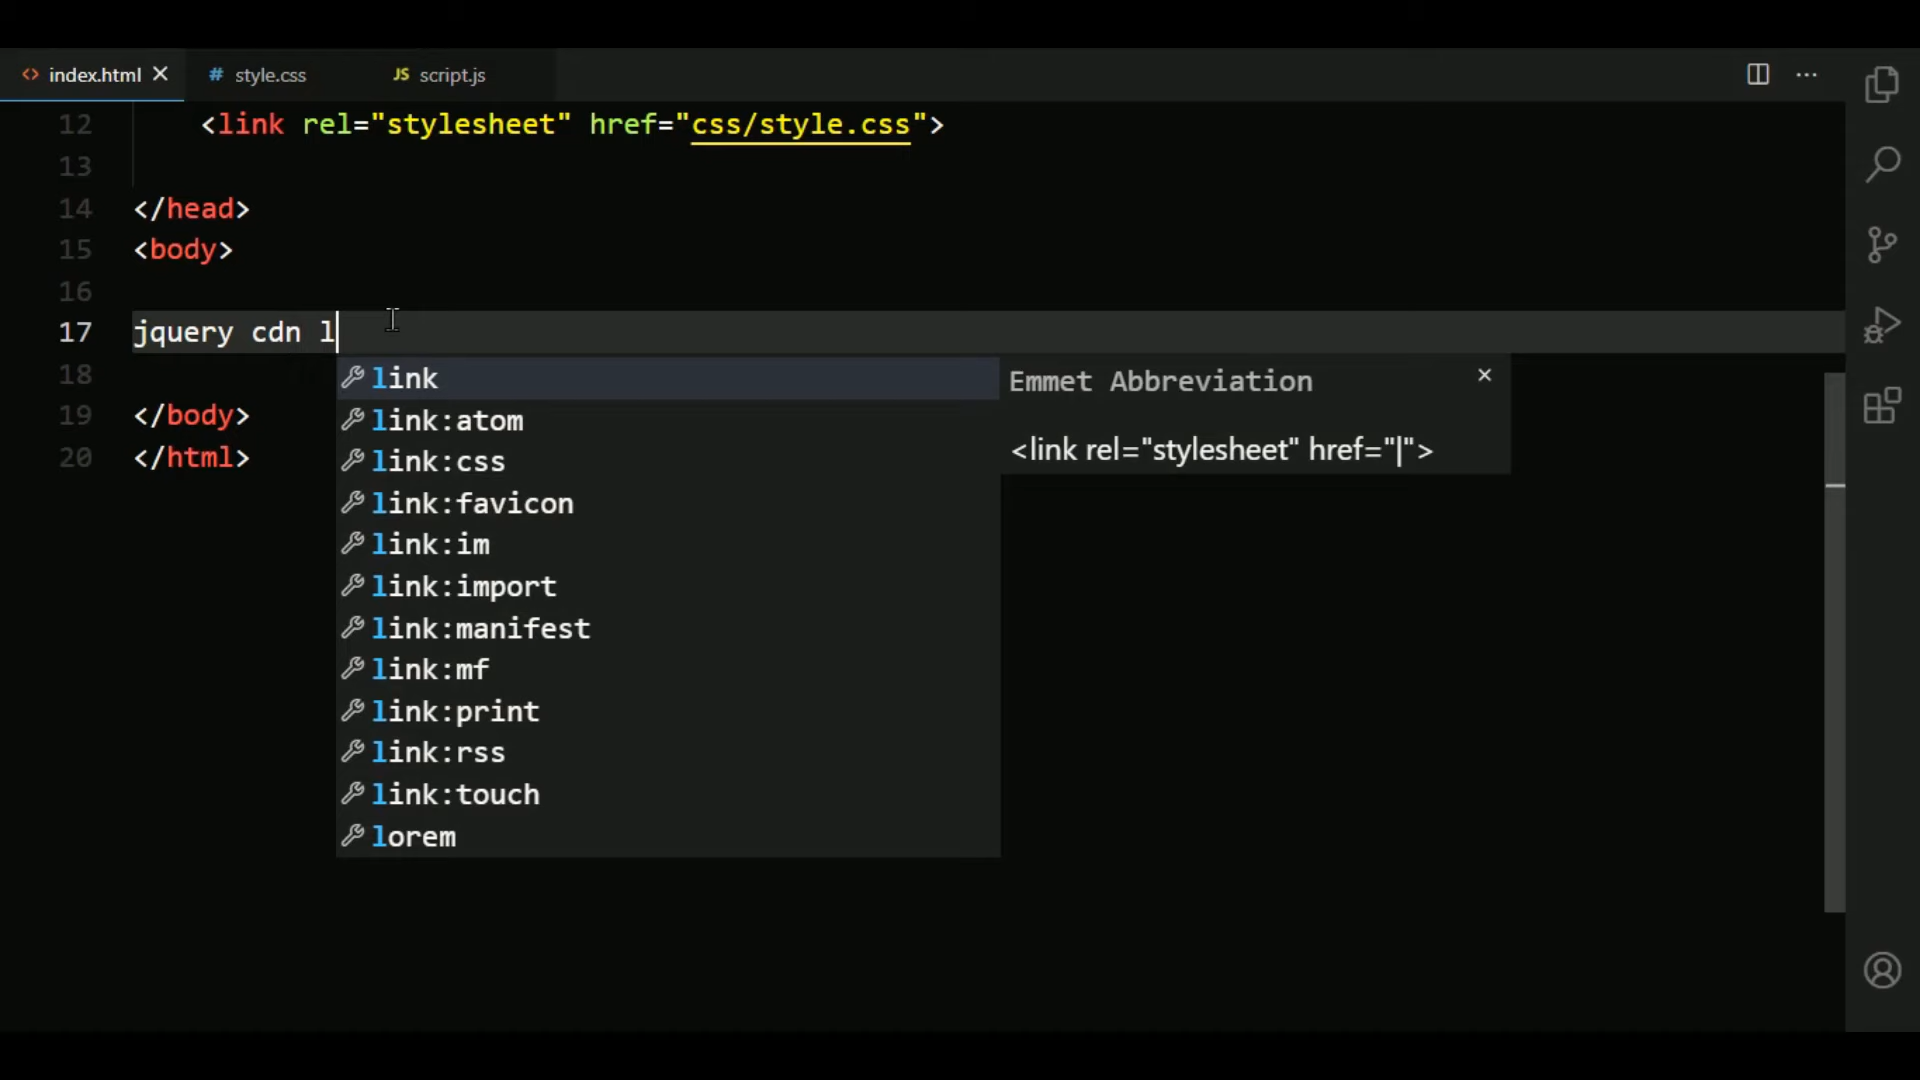 index.html
style.css
JS script.js
12 <link rel="stylesheet" href="css/style.css">
13
14 </head>
15 <body>
16
17 jquery cdn l
18
19 </body>
20 </html>
link
link:atom
link:css
link:favicon
link:im
link:import
link:manifest
link:mf
link:print
link:rss
link:touch
lorem
Emmet Abbreviation
<link rel="stylesheet" href="|">